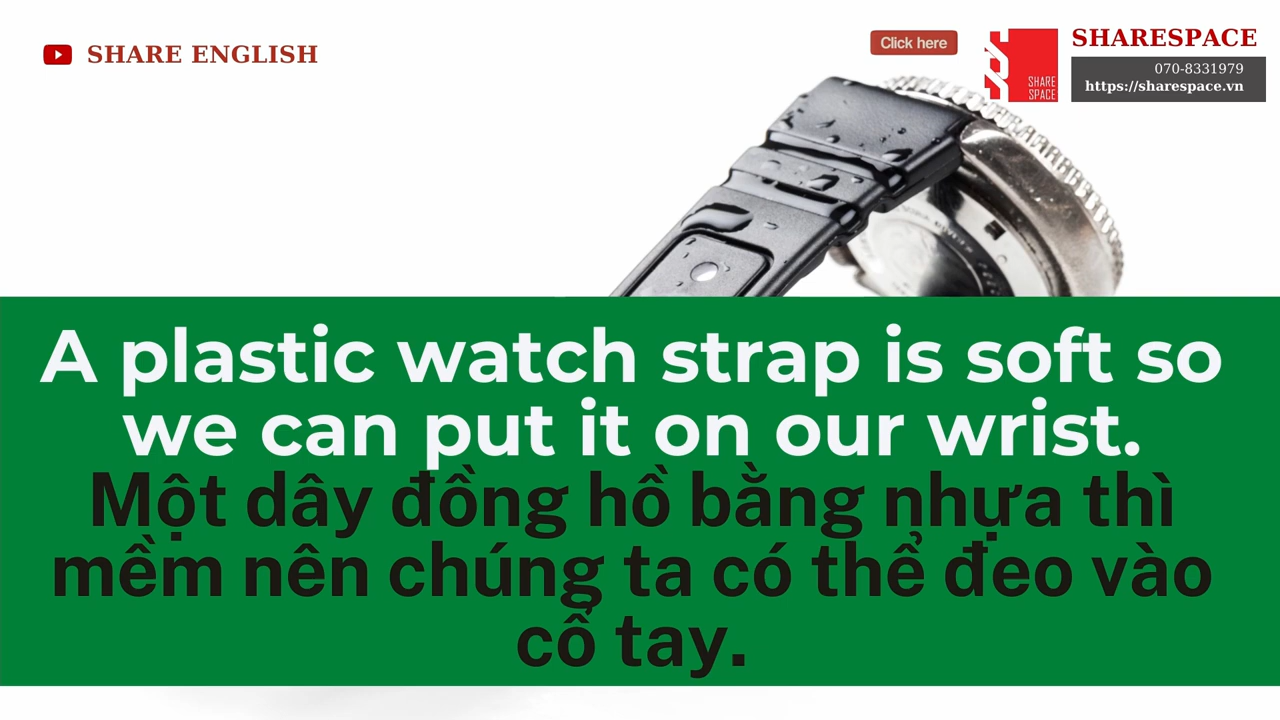 SHARE ENGLISH
Click here
SHARE
SPACE
SHARESPACE
070-8331979
https://sharespace.vn
A plastic watch strap is soft so
we can put it on our wrist.
Một dây đồng hồ bằng nhựa thì
mềm nên chúng ta có thể đeo vào
cổ tay.